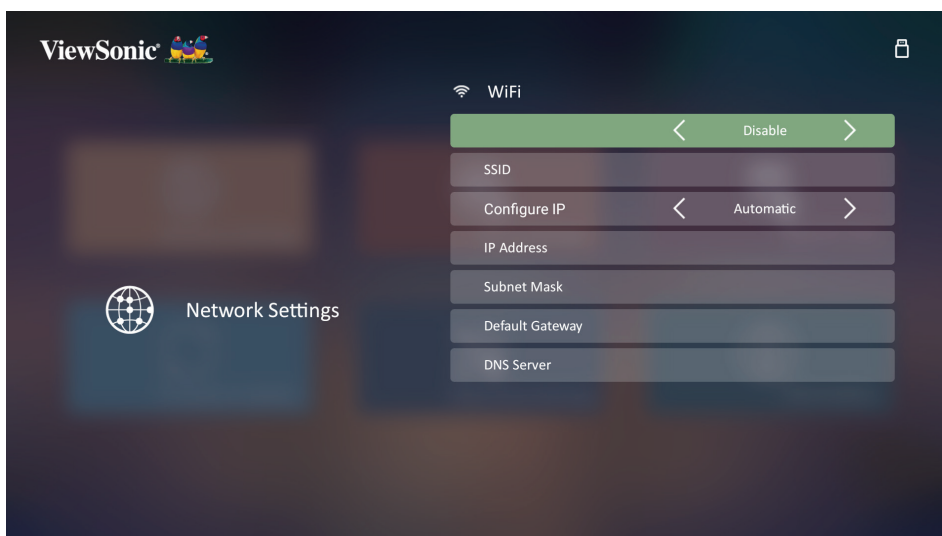 ViewSonic®
WiFi
Disable
SSID
Configure IP Automatic
IP Address
Subnet Mask
Network Settings
Default Gateway
DNS Server